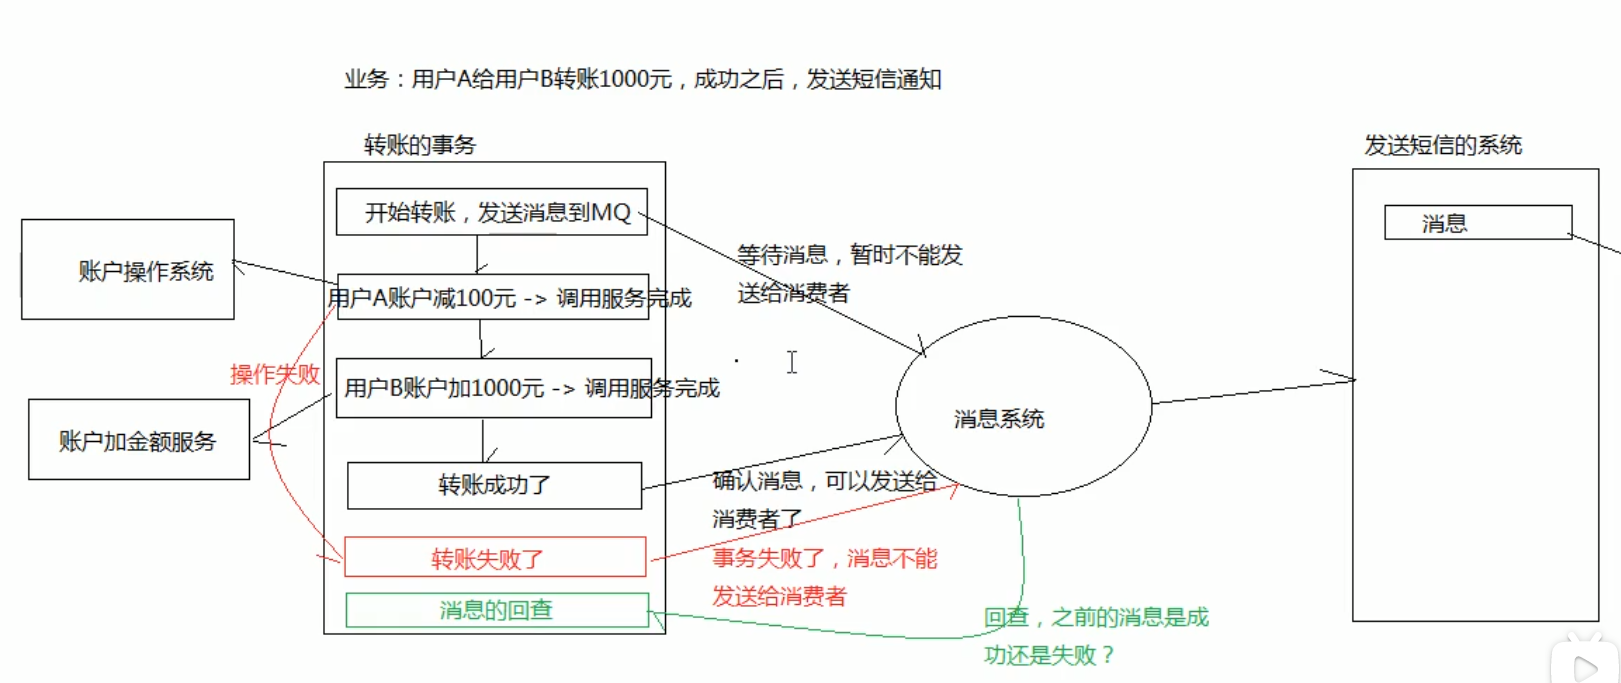 业务：用户A给用户B转账1000元，成功之后，发送短信通知
转账的事务
发送短信的系统
开始转账，发送消息到MQ
消息
等待消息，暂时不能发
送给消费者
账户操作系统
用户A账户减100元 -> 调用服务完成
操作失败
用户B账户加1000元 -> 调用服务完成
消息系统
账户加金额服务
转账成功了
确认消息，可以发送给
消费者了
转账失败了
事务失败了，消息不能
发送给消费者
消息的回查
回查，之前的消息是成
功还是失败？